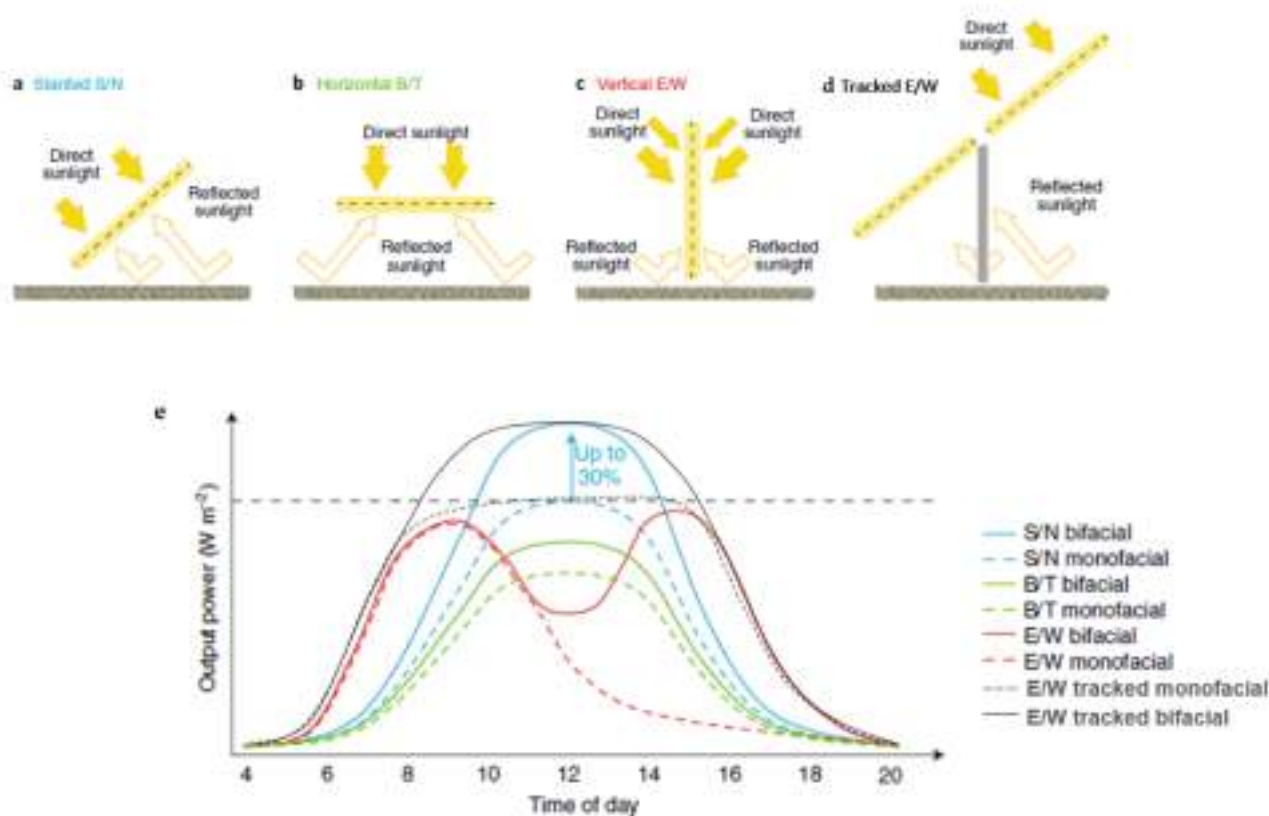 a Slanted S/N
Direct
sunlight
Reflected
sunlight
b Horizontal B/T
Direct sunlight
Reflected
sunlight
c Vertical E/W
Direct
sunlight
Direct
sunlight
Reflected
sunlight
Reflected
sunlight
d Tracked E/W
Direct
sunlight
Reflected
sunlight
e
Output power (W m⁻²)
Up to
30%
4 6 8 10 12 14 16 18 20
Time of day
S/N bifacial
S/N monofacial
B/T bifacial
B/T monofacial
E/W bifacial
E/W monofacial
E/W tracked monofacial
E/W tracked bifacial